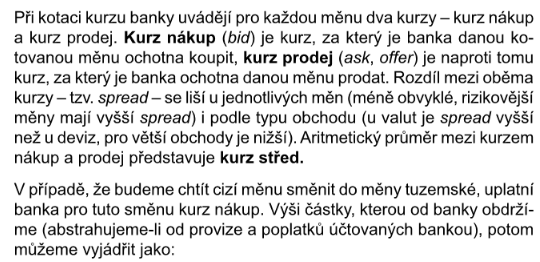 Při kotaci kurzu banky uvádějí pro každou měnu dva kurzy – kurz nákup
a kurz prodej. Kurz nákup (bid) je kurz, za který je banka danou ko-
tovanou měnu ochotna koupit, kurz prodej (ask, offer) je naproti tomu
kurz, za který je banka ochotna danou měnu prodat. Rozdíl mezi oběma
kurzy – tzv. spread – se liší u jednotlivých měn (méně obvyklé, rizikovější
měny mají vyšší spread) i podle typu obchodu (u valut je spread vyšší
než u deviz, pro větší obchody je nižší). Aritmetický průměr mezi kurzem
nákup a prodej představuje kurz střed.
V případě, že budeme chtít cizí měnu směnit do měny tuzemské, uplatní
banka pro tuto směnu kurz nákup. Výši částky, kterou od banky obdrží-
me (abstrahujeme-li od provize a poplatků účtovaných bankou), potom
můžeme vyjádřit jako: